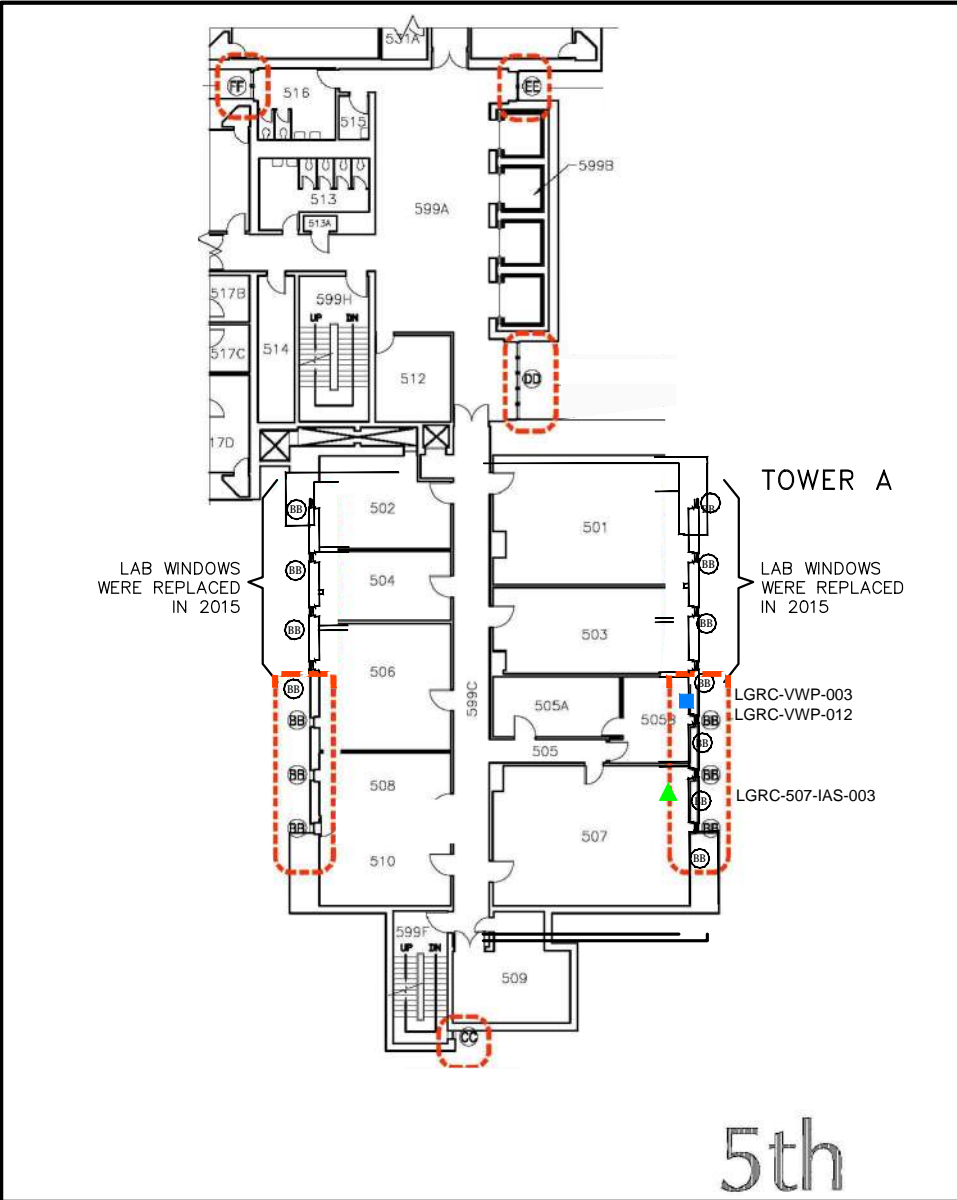 531A
FF
516
EE
515
599B
513
599A
513A
517B
599H
UP DN
517C
514
512
DD
17D
TOWER A
502
501
BB
BB
LAB WINDOWS
WERE REPLACED
IN 2015
504
BB
BB
LAB WINDOWS
WERE REPLACED
IN 2015
BB
503
BB
506
599C
BB
BB
505A
505B
LGRC-VWP-003
BB
BB
LGRC-VWP-012
505
BB
BB
508
BB
LGRC-507-IAS-003
BB
BB
BB
507
510
BB
599F
UP DN
509
CC
5th